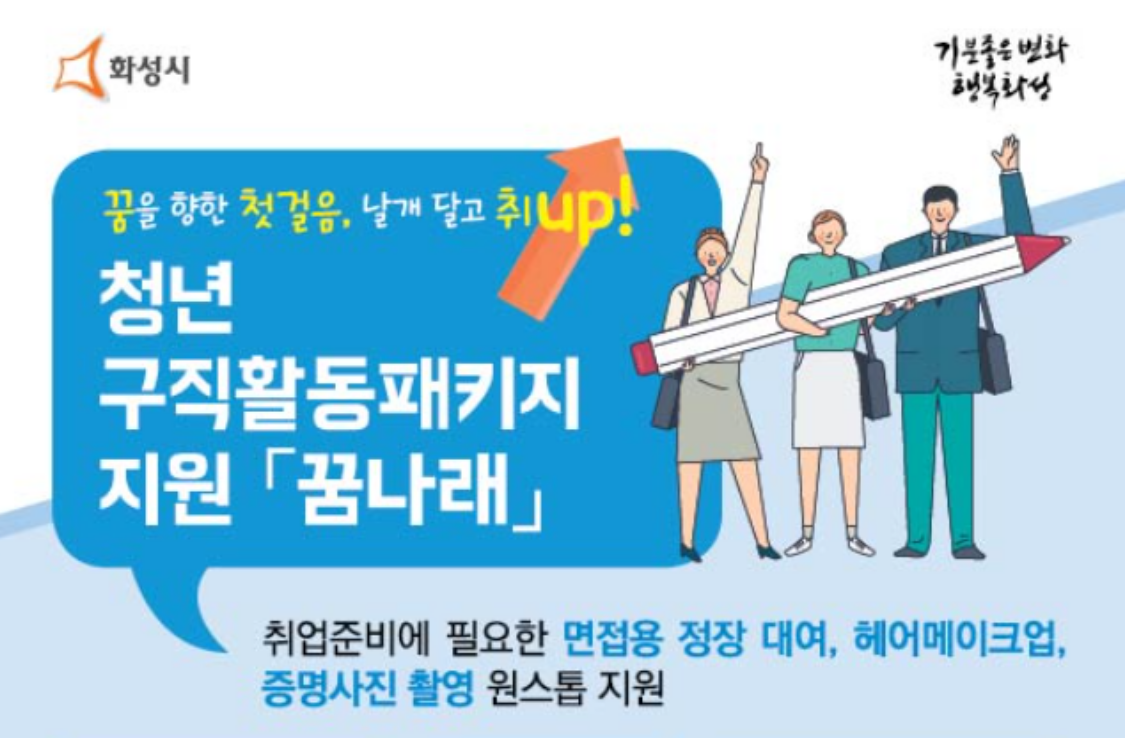 화성시
기분좋은 변화
행복화성
꿈을 향한 첫걸음, 날개 달고 취up!
청년
구직활동패키지
지원 「꿈나래」
취업준비에 필요한 면접용 정장 대여, 헤어메이크업,
증명사진 촬영 원스톱 지원